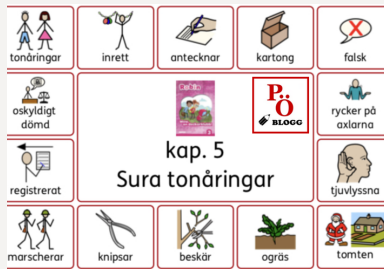 tonåringar
inrett
antecknar
kartong
falsk
oskyldigt
dömd
PÖ
BLOGG
rycker på
axlarna
kap. 5
Sura tonåringar
registrerat
tjuvlyssna
marscherar
knipsar
beskär
ogräs
tomten